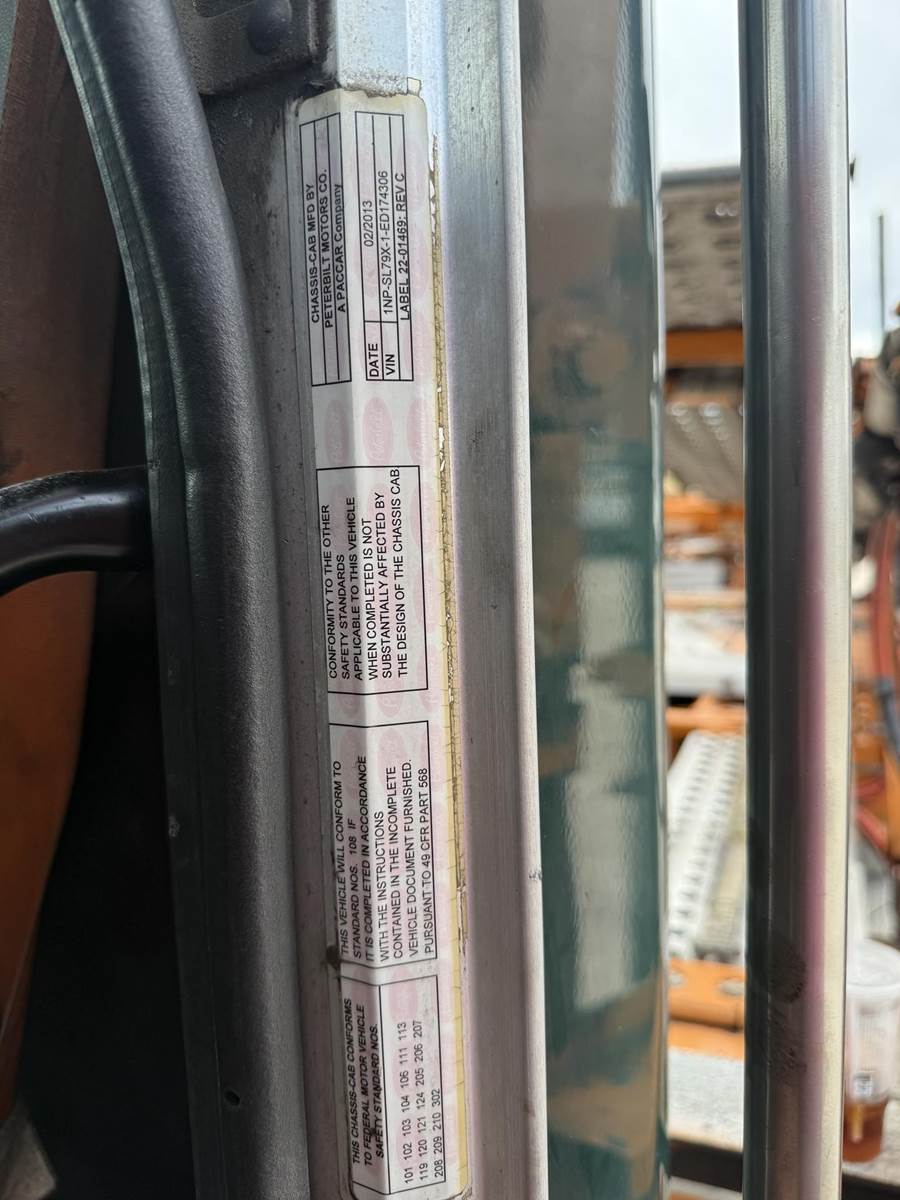 THIS CHASSIS-CAB CONFORMS
TO FEDERAL MOTOR VEHICLE
SAFETY STANDARD NOS.
101 102 103 104 106 111 113
119 120 121 124 205 206 207
208 209 210 302
THIS VEHICLE WILL CONFORM TO
STANDARD NOS. 108 IF
IT IS COMPLETED IN ACCORDANCE
WITH THE INSTRUCTIONS
CONTAINED IN THE INCOMPLETE
VEHICLE DOCUMENT FURNISHED.
PURSUANT TO 49 CFR PART 568
CONFORMITY TO THE OTHER
SAFETY STANDARDS
APPLICABLE TO THIS VEHICLE
WHEN COMPLETED IS NOT
SUBSTANTIALLY AFFECTED BY
THE DESIGN OF THE CHASSIS CAB
CHASSIS-CAB MFD BY
PETERBILT MOTORS CO.
A PACCAR Company
DATE 02/2013
VIN 1NP-SL79X-1-ED174306
LABEL 22-01469: REV C